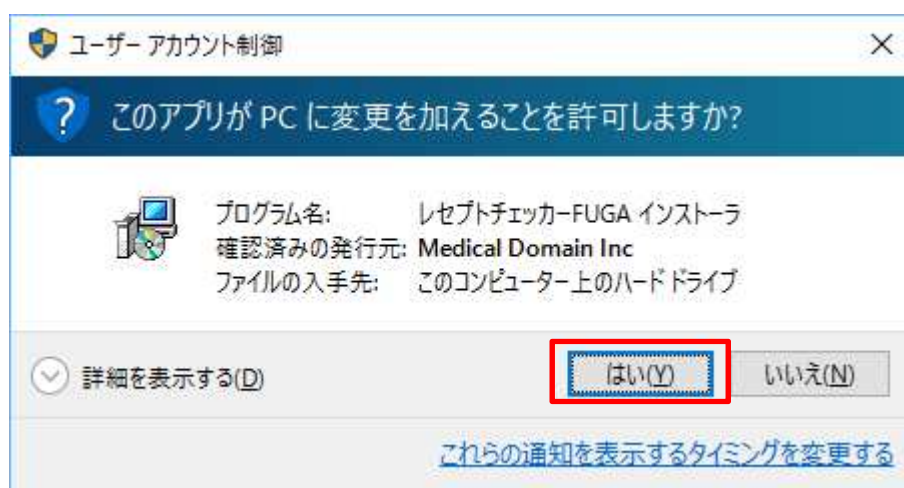 ユーザー アカウント制御
このアプリが PC に変更を加えることを許可しますか?
プログラム名: レセプトチェッカーFUGA インストーラ
確認済みの発行元: Medical Domain Inc
ファイルの入手先: このコンピューター上のハード ドライブ
詳細を表示する(D) はい(Y) いいえ(N)
これらの通知を表示するタイミングを変更する